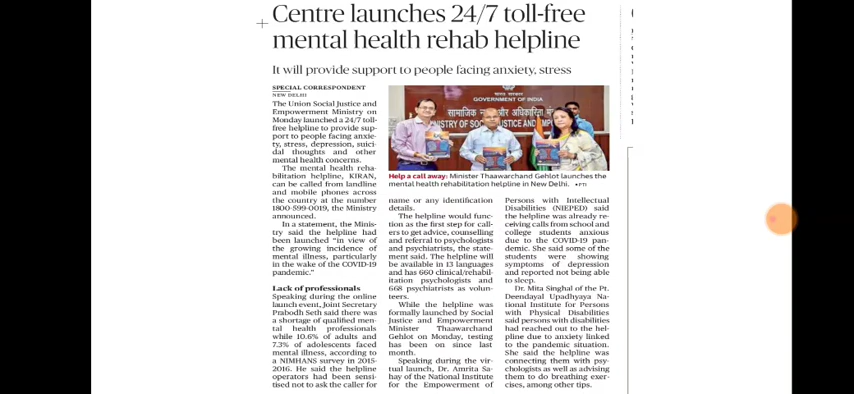 Centre launches 24/7 toll-free
mental health rehab helpline
It will provide support to people facing anxiety, stress
SPECIAL CORRESPONDENT
NEW DELHI
The Union Social Justice and
Empowerment Ministry on
Monday launched a 24/7 toll-
free helpline to provide sup-
port to people facing anxie-
ty, stress, depression, suici-
dal thoughts and other
mental health concerns.
The mental health reha-
bilitation helpline, KIRAN,
can be called from landline
and mobile phones across
the country at the number
1800-599-0019, the Ministry
announced.
In a statement, the Minis-
try said the helpline had
been launched “in view of
the growing incidence of
mental illness, particularly
in the wake of the COVID-19
pandemic.”
Lack of professionals
Speaking during the online
launch event, Joint Secretary
Prabodh Seth said there was
a shortage of qualified men-
tal health professionals
while 10.6% of adults and
7.3% of adolescents faced
mental illness, according to
a NIMHANS survey in 2015-
2016. He said the helpline
operators had been sensi-
tised not to ask the caller for
भारत सरकार
GOVERNMENT OF INDIA
सामाजिक न्याय और अधिकारिता मं
MINISTRY OF SOC JUSTICE AND EMPO
Help a call away: Minister Thaawarchand Gehlot launches the
mental health rehabilitation helpline in New Delhi. •PTI
name or any identification
details.
The helpline would func-
tion as the first step for call-
ers to get advice, counselling
and referral to psychologists
and psychiatrists, the state-
ment said. The helpline will
be available in 13 languages
and has 660 clinical/rehabil-
itation psychologists and
668 psychiatrists as volun-
teers.
While the helpline was
formally launched by Social
Justice and Empowerment
Minister Thaawarchand
Gehlot on Monday, testing
has been on since last
month.
Speaking during the vir-
tual launch, Dr. Amrita Sa-
hay of the National Institute
for the Empowerment of
Persons with Intellectual
Disabilities (NIEPED) said
the helpline was already re-
ceiving calls from school and
college students anxious
due to the COVID-19 pan-
demic. She said some of the
students were showing
symptoms of depression
and reported not being able
to sleep.
Dr. Mita Singhal of the Pt.
Deendayal Upadhyaya Na-
tional Institute for Persons
with Physical Disabilities
said persons with disabilities
had reached out to the hel-
pline due to anxiety linked
to the pandemic situation.
She said the helpline was
connecting them with psy-
chologists as well as advising
them to do breathing exer-
cises, among other tips.